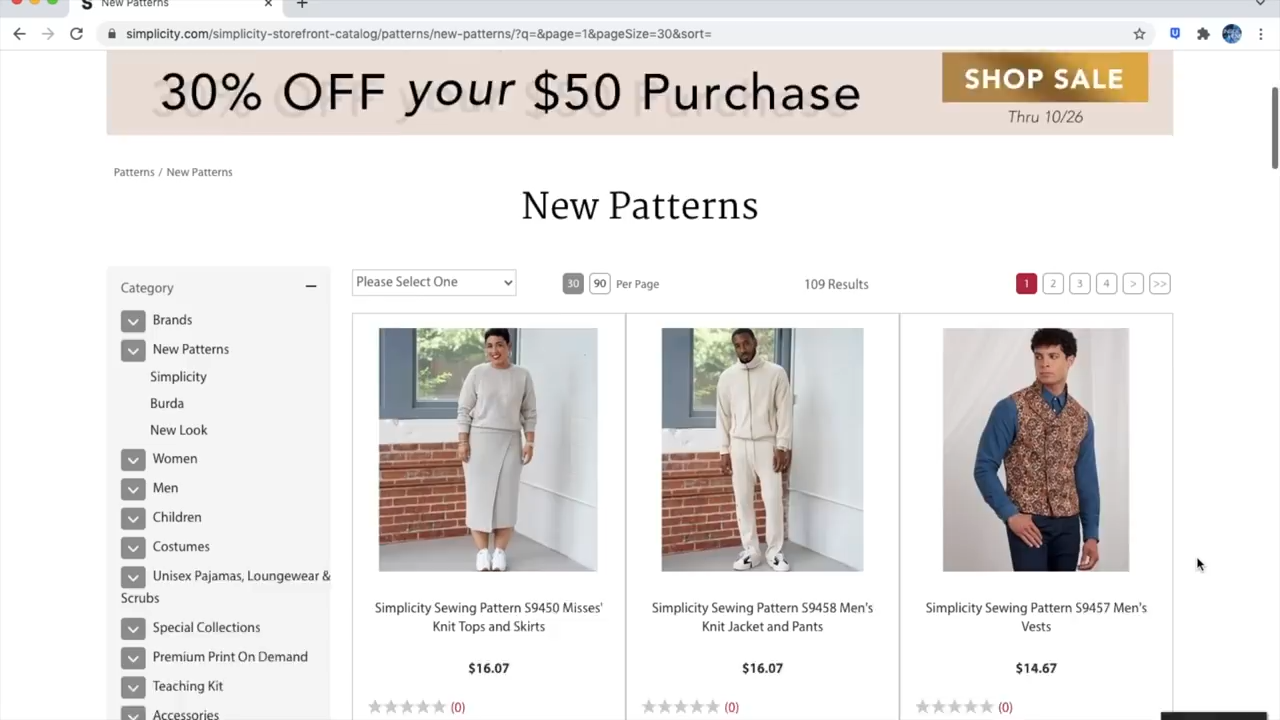 New Patterns
simplicity.com/simplicity-storefront-catalog/patterns/new-patterns/?q=&page=1&pageSize=30&sort=
30% OFF your $50 Purchase
SHOP SALE
Thru 10/26
Patterns / New Patterns
New Patterns
Category
Please Select One
30 90 Per Page
109 Results
1 2 3 4 > >>
Brands
New Patterns
Simplicity
Burda
New Look
Women
Men
Children
Costumes
Unisex Pajamas, Loungewear &
Scrubs
Special Collections
Premium Print On Demand
Teaching Kit
Accessories
Simplicity Sewing Pattern S9450 Misses'
Knit Tops and Skirts
$16.07
(0)
Simplicity Sewing Pattern S9458 Men's
Knit Jacket and Pants
$16.07
(0)
Simplicity Sewing Pattern S9457 Men's
Vests
$14.67
(0)